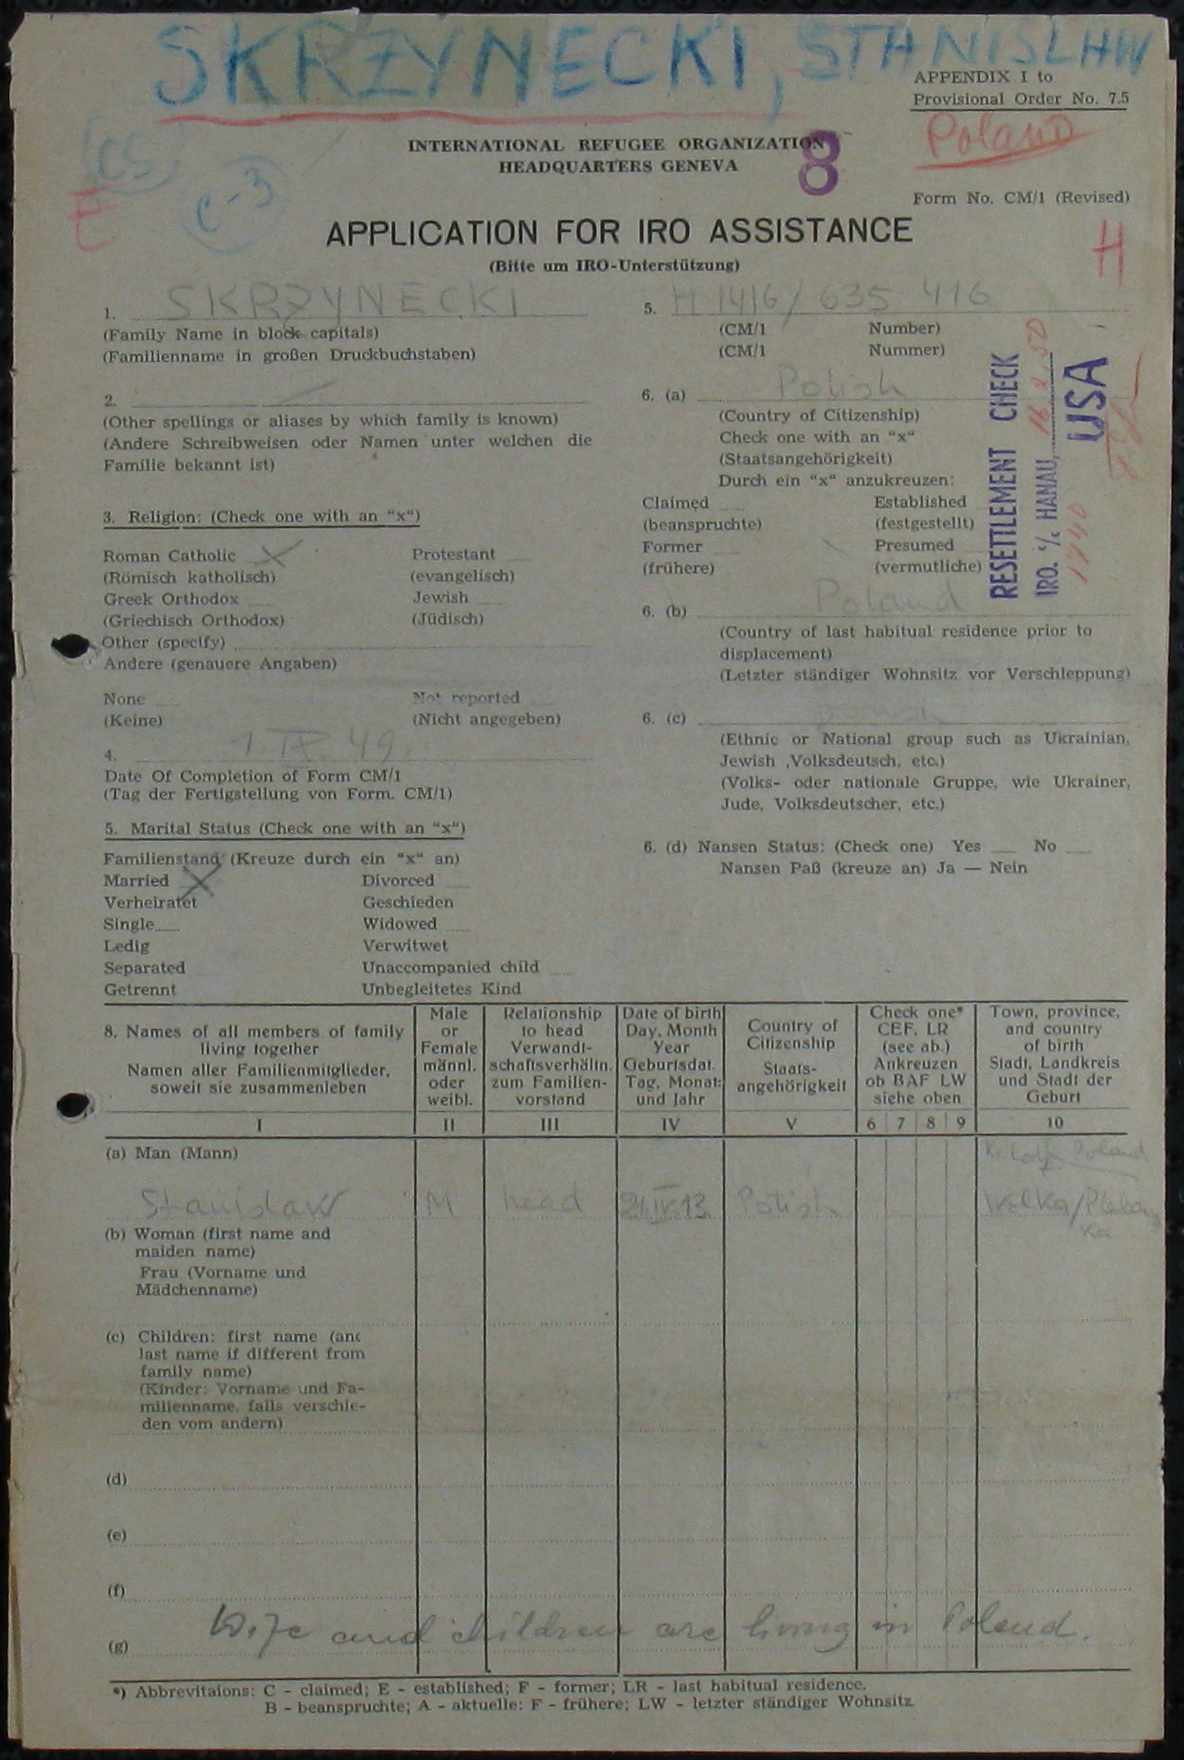 SKRZYNECKI, STANISLAW
APPENDIX I to
Provisional Order No. 7.5
Poland
INTERNATIONAL REFUGEE ORGANIZATION
HEADQUARTERS GENEVA
8
CS
E
C-3
Form No. CM/1 (Revised)
APPLICATION FOR IRO ASSISTANCE
H
(Bitte um IRO-Unterstützung)
1. SKRZYNECKI
(Family Name in block capitals)
(Familienname in großen Druckbuchstaben)
2.
(Other spellings or aliases by which family is known)
(Andere Schreibweisen oder Namen unter welchen die
Familie bekannt ist)
3. Religion: (Check one with an "x")
Roman Catholic X Protestant
(Römisch katholisch) (evangelisch)
Greek Orthodox Jewish
(Griechisch Orthodox) (Jüdisch)
Other (specify)
Andere (genauere Angaben)
None Not reported
(Keine) (Nicht angegeben)
4. 1. IX. 49.
Date Of Completion of Form CM/1
(Tag der Fertigstellung von Form. CM/1)
5. Marital Status (Check one with an "x")
Familienstand (Kreuze durch ein "x" an)
Married X Divorced
Verheiratet Geschieden
Single Widowed
Ledig Verwitwet
Separated Unaccompanied child
Getrennt Unbegleitetes Kind
5. H 1416/635 416
(CM/1 Number)
(CM/1 Nummer)
6. (a) Polish
(Country of Citizenship)
Check one with an "x"
(Staatsangehörigkeit)
Durch ein "x" anzukreuzen:
Claimed Established
(beanspruchte) (festgestellt)
Former Presumed
(frühere) (vermutliche)
RESETTLEMENT CHECK
IRO. c/o HANAU, 16.2.50
USA
1740
6. (b) Poland
(Country of last habitual residence prior to
displacement)
(Letzter ständiger Wohnsitz vor Verschleppung)
6. (c)
(Ethnic or National group such as Ukrainian,
Jewish ,Volksdeutsch, etc.)
(Volks- oder nationale Gruppe, wie Ukrainer,
Jude, Volksdeutscher, etc.)
6. (d) Nansen Status: (Check one) Yes No
Nansen Paß (kreuze an) Ja — Nein
8. Names of all members of family
living together
Namen aller Familienmitglieder,
soweit sie zusammenleben
Male
or
Female
männl.
oder
weibl.
Relationship
to head
Verwandt-
schaftsverhältn.
zum Familien-
vorstand
Date of birth
Day, Month
Year
Geburtsdat.
Tag, Monat:
und Jahr
Country of
Citizenship
Staats-
angehörigkeit
Check one*
CEF, LR
(see ab.)
Ankreuzen
ob BAF LW
siehe oben
Town, province,
and country
of birth
Stadt, Landkreis
und Stadt der
Geburt
I II III IV V 6 7 8 9 10
(a) Man (Mann)
Poland
Stanislaw M head 21.IV.13. Polish Wolka/
(b) Woman (first name and
maiden name)
Frau (Vorname und
Mädchenname)
(c) Children: first name (and
last name if different from
family name)
(Kinder: Vorname und Fa-
milienname, falls verschie-
den vom andern)
(d)
(e)
(f)
(g) Wife and children are living in Poland.
*) Abbrevitaions: C - claimed; E - established; F - former; LR - last habitual residence.
B - beanspruchte; A - aktuelle: F - frühere; LW - letzter ständiger Wohnsitz